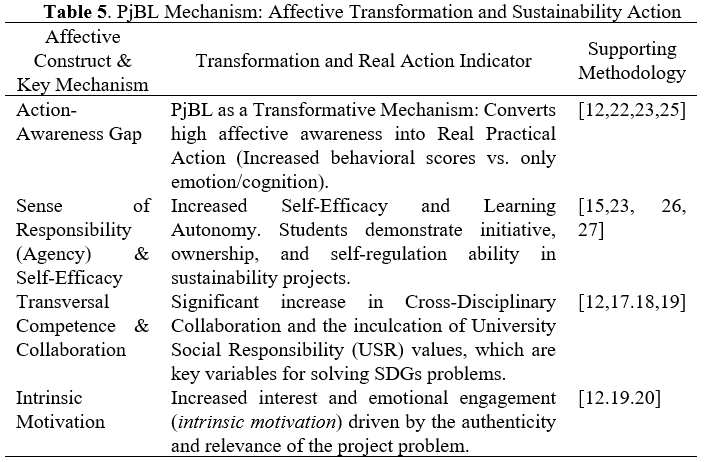 Table 5. PjBL Mechanism: Affective Transformation and Sustainability Action
Affective
Construct &
Key Mechanism
Transformation and Real Action Indicator
Supporting
Methodology
Action-
Awareness Gap
PjBL as a Transformative Mechanism: Converts
high affective awareness into Real Practical
Action (Increased behavioral scores vs. only
emotion/cognition).
[12,22,23,25]
Sense of
Responsibility
(Agency) &
Self-Efficacy
Increased Self-Efficacy and Learning
Autonomy. Students demonstrate initiative,
ownership, and self-regulation ability in
sustainability projects.
[15,23, 26,
27]
Transversal
Competence &
Collaboration
Significant increase in Cross-Disciplinary
Collaboration and the inculcation of University
Social Responsibility (USR) values, which are
key variables for solving SDGs problems.
[12,17.18,19]
Intrinsic
Motivation
Increased interest and emotional engagement
(intrinsic motivation) driven by the authenticity
and relevance of the project problem.
[12.19.20]